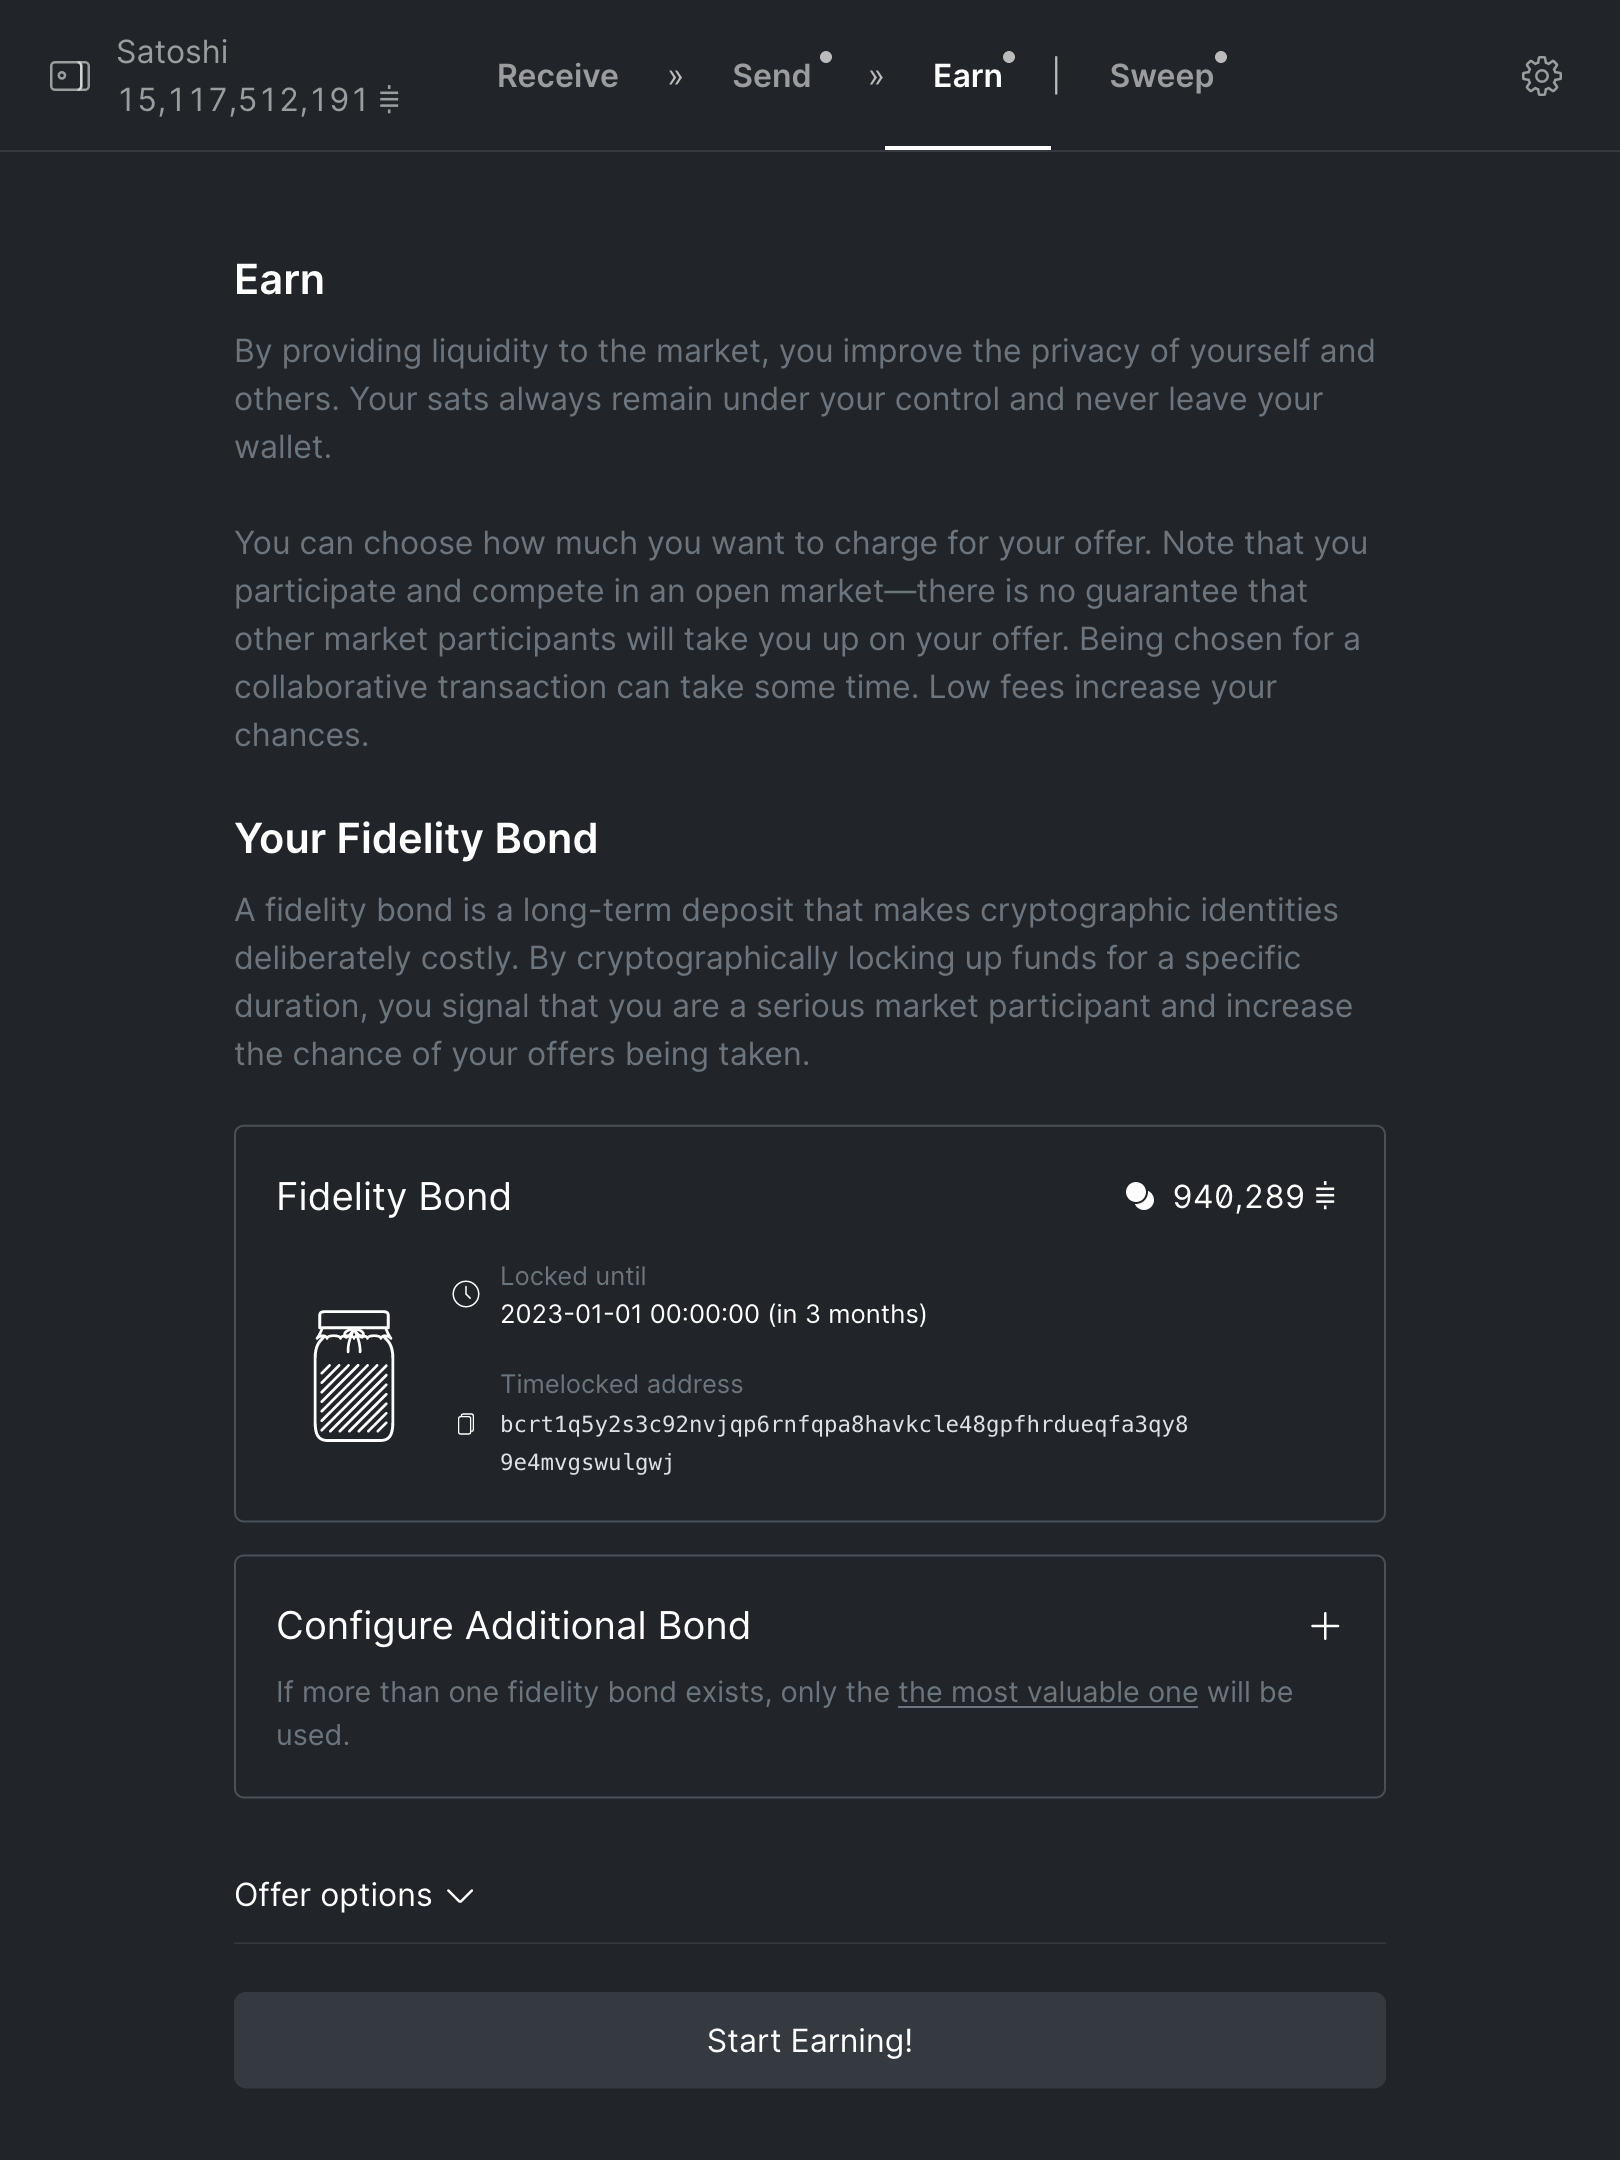 Satoshi
15,117,512,191
Receive » Send » Earn | Sweep
Earn
By providing liquidity to the market, you improve the privacy of yourself and
others. Your sats always remain under your control and never leave your
wallet.
You can choose how much you want to charge for your offer. Note that you
participate and compete in an open market—there is no guarantee that
other market participants will take you up on your offer. Being chosen for a
collaborative transaction can take some time. Low fees increase your
chances.
Your Fidelity Bond
A fidelity bond is a long-term deposit that makes cryptographic identities
deliberately costly. By cryptographically locking up funds for a specific
duration, you signal that you are a serious market participant and increase
the chance of your offers being taken.
Fidelity Bond
940,289
Locked until
2023-01-01 00:00:00 (in 3 months)
Timelocked address
bcrt1q5y2s3c92nvjqp6rnfqpa8havkcle48gpfhrdueqfa3qy8
9e4mvgswulgwj
Configure Additional Bond
If more than one fidelity bond exists, only the the most valuable one will be
used.
Offer options
Start Earning!